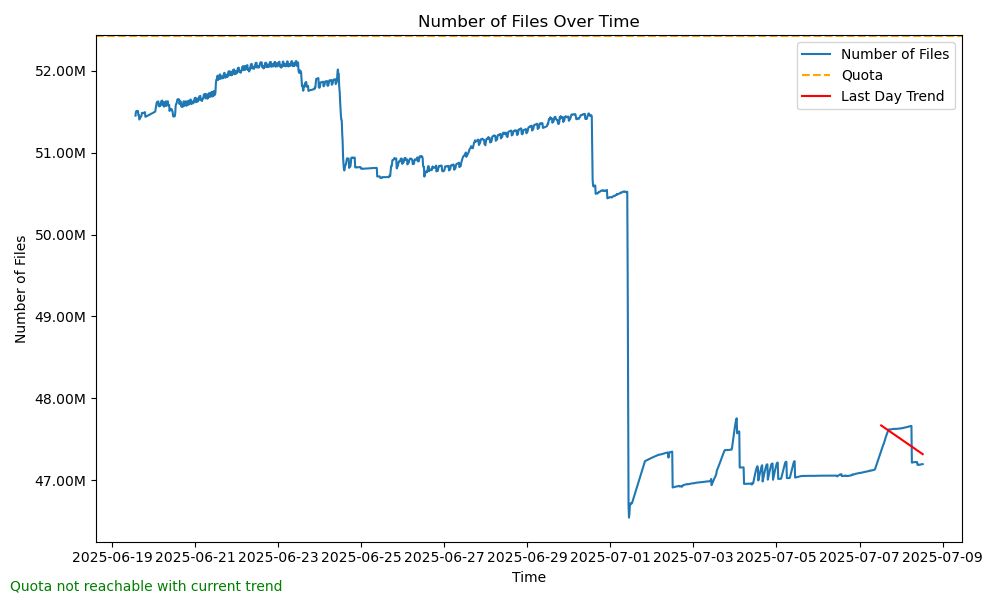 Number of Files Over Time
Number of Files
Quota
Last Day Trend
52.00M
51.00M
50.00M
49.00M
48.00M
47.00M
Number of Files
2025-06-19 2025-06-21 2025-06-23 2025-06-25 2025-06-27 2025-06-29 2025-07-01 2025-07-03 2025-07-05 2025-07-07 2025-07-09
Time
Quota not reachable with current trend